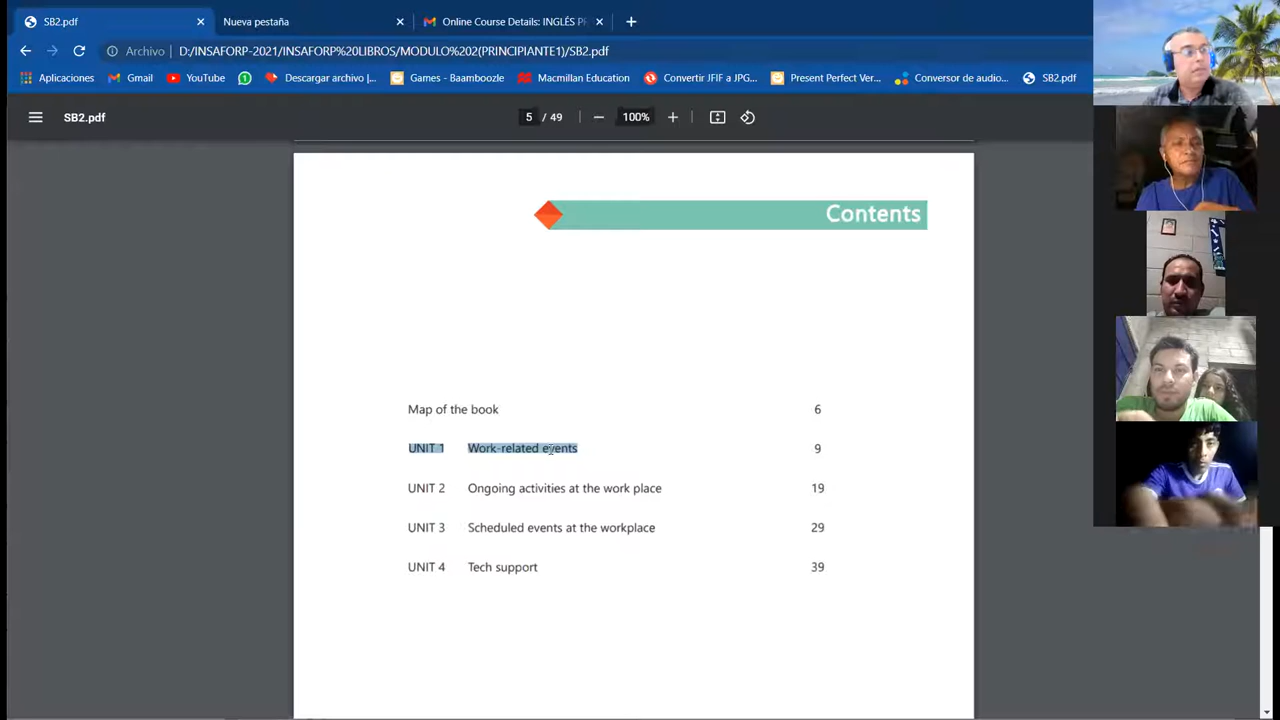 SB2.pdf
Nueva pestaña
Online Course Details: INGLÉS PI
Archivo D:/INSAFORP-2021/INSAFORP%20LIBROS/MODULO%202(PRINCIPIANTE1)/SB2.pdf
Aplicaciones Gmail YouTube Descargar archivo |... Games - Baamboozle Macmillan Education Convertir JFIF a JPG... Present Perfect Ver... Conversor de audio... SB2.pdf
SB2.pdf 5 / 49 − 100% +
Contents
Map of the book 6
UNIT 1 Work-related events 9
UNIT 2 Ongoing activities at the work place 19
UNIT 3 Scheduled events at the workplace 29
UNIT 4 Tech support 39